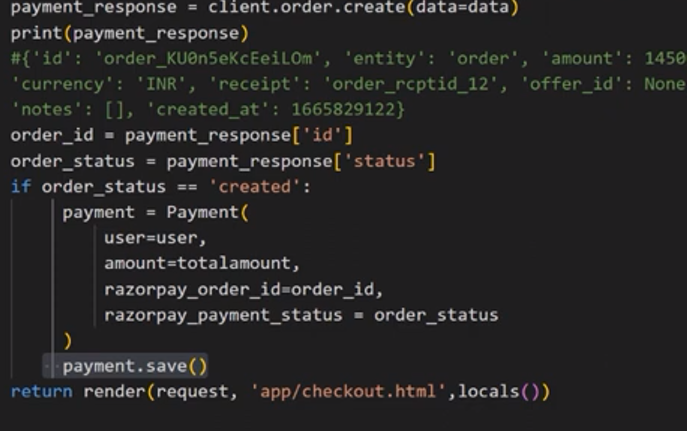 payment_response = client.order.create(data=data)
print(payment_response)
#{'id': 'order_KU0n5eKcEeiLOm', 'entity': 'order', 'amount': 1450
'currency': 'INR', 'receipt': 'order_rcptid_12', 'offer_id': None
'notes': [], 'created_at': 1665829122}
order_id = payment_response['id']
order_status = payment_response['status']
if order_status == 'created':
payment = Payment(
user=user,
amount=totalamount,
razorpay_order_id=order_id,
razorpay_payment_status = order_status
)
payment.save()
return render(request, 'app/checkout.html',locals())